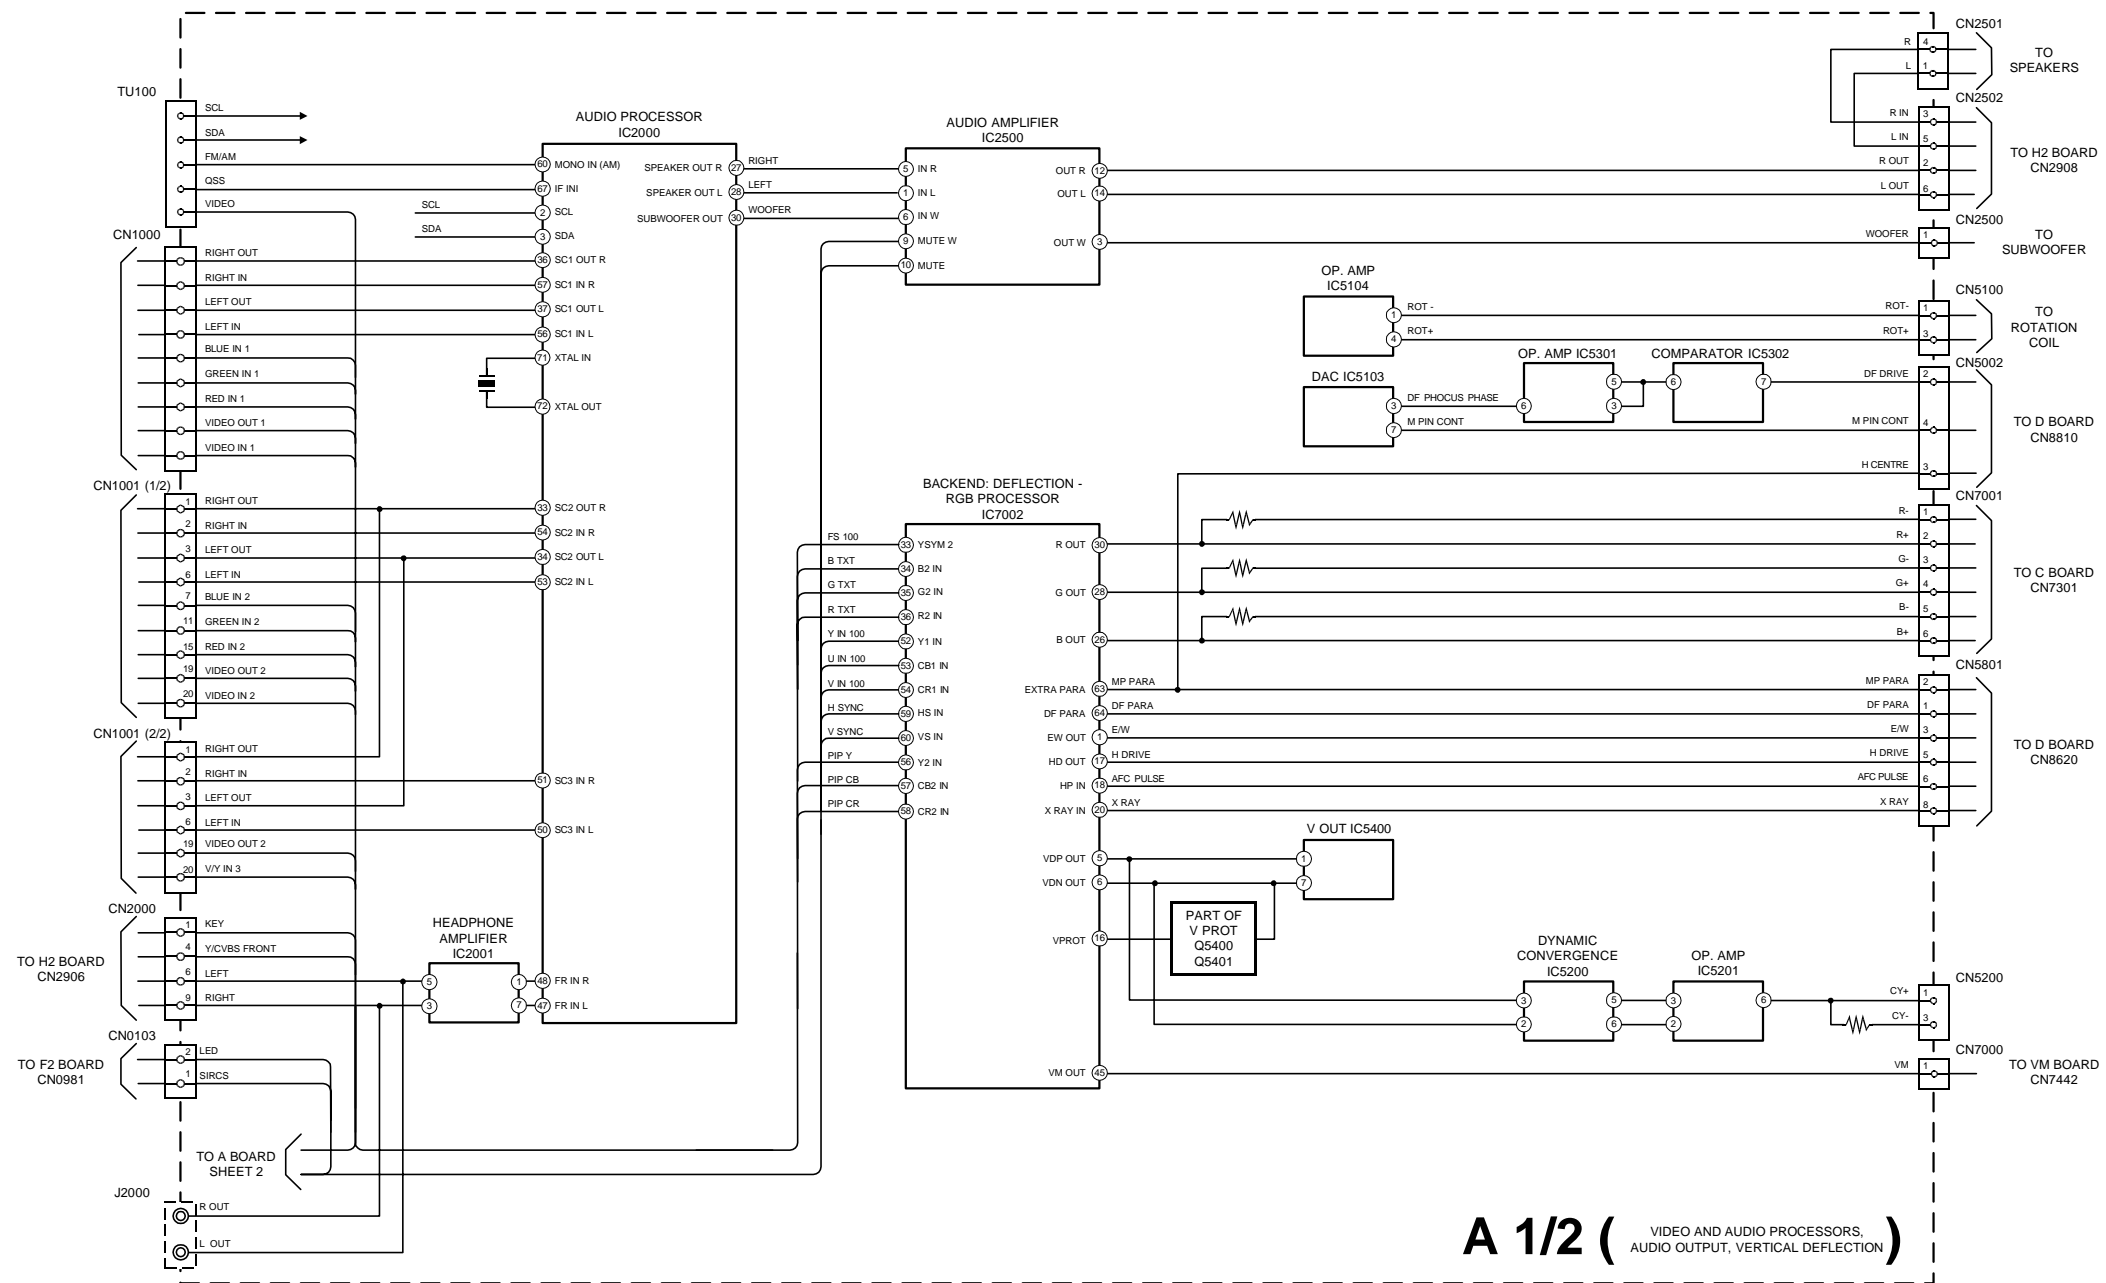 TU100
SCL
SDA
FM/AM
QSS
VIDEO
CN1000
RIGHT OUT
RIGHT IN
LEFT OUT
LEFT IN
BLUE IN 1
GREEN IN 1
RED IN 1
VIDEO OUT 1
VIDEO IN 1
CN1001 (1/2)
1 RIGHT OUT
2 RIGHT IN
3 LEFT OUT
6 LEFT IN
7 BLUE IN 2
11 GREEN IN 2
15 RED IN 2
19 VIDEO OUT 2
20 VIDEO IN 2
CN1001 (2/2)
1 RIGHT OUT
2 RIGHT IN
3 LEFT OUT
6 LEFT IN
19 VIDEO OUT 2
20 V/Y IN 3
CN2000
TO H2 BOARD
CN2906
1 KEY
4 Y/CVBS FRONT
6 LEFT
9 RIGHT
CN0103
TO F2 BOARD
CN0981
2 LED
1 SIRCS
TO A BOARD
SHEET 2
J2000
R OUT
L OUT
HEADPHONE
AMPLIFIER
IC2001
5 1
3 7
AUDIO PROCESSOR
IC2000
60 MONO IN (AM)
67 IF INI
SCL 2 SCL
SDA 3 SDA
36 SC1 OUT R
57 SC1 IN R
37 SC1 OUT L
56 SC1 IN L
71 XTAL IN
72 XTAL OUT
33 SC2 OUT R
54 SC2 IN R
34 SC2 OUT L
53 SC2 IN L
51 SC3 IN R
50 SC3 IN L
48 FR IN R
47 FR IN L
SPEAKER OUT R 27 RIGHT
SPEAKER OUT L 28 LEFT
SUBWOOFER OUT 30 WOOFER
AUDIO AMPLIFIER
IC2500
5 IN R
1 IN L
6 IN W
9 MUTE W
10 MUTE
OUT R 12
OUT L 14
OUT W 3
BACKEND: DEFLECTION -
RGB PROCESSOR
IC7002
FS 100 33 YSYM 2
B TXT 34 B2 IN
G TXT 35 G2 IN
R TXT 36 R2 IN
Y IN 100 52 Y1 IN
U IN 100 53 CB1 IN
V IN 100 54 CR1 IN
H SYNC 59 HS IN
V SYNC 60 VS IN
PIP Y 56 Y2 IN
PIP CB 57 CB2 IN
PIP CR 58 CR2 IN
R OUT 30
G OUT 28
B OUT 26
EXTRA PARA 63 MP PARA
DF PARA 64 DF PARA
EW OUT 1 E/W
HD OUT 17 H DRIVE
HP IN 18 AFC PULSE
X RAY IN 20 X RAY
VDP OUT 5
VDN OUT 6
VPROT 16
VM OUT 45
V OUT IC5400
1
7
PART OF
V PROT
Q5400
Q5401
OP. AMP
IC5104
1 ROT -
4 ROT+
DAC IC5103
3 DF PHOCUS PHASE
7 M PIN CONT
OP. AMP IC5301
6 5
3
COMPARATOR IC5302
6 7
DYNAMIC
CONVERGENCE
IC5200
3 5
2 6
OP. AMP
IC5201
3 6
2
CN2501
R 4
L 1
TO
SPEAKERS
CN2502
R IN 3
L IN 5
R OUT 2
L OUT 6
TO H2 BOARD
CN2908
CN2500
WOOFER 1
TO
SUBWOOFER
CN5100
ROT- 1
ROT+ 3
TO
ROTATION
COIL
CN5002
DF DRIVE 2
M PIN CONT 4
H CENTRE 3
TO D BOARD
CN8810
CN7001
R- 1
R+ 2
G- 3
G+ 4
B- 5
B+ 6
TO C BOARD
CN7301
CN5801
MP PARA 2
DF PARA 1
E/W 3
H DRIVE 5
AFC PULSE 6
X RAY 8
TO D BOARD
CN8620
CN5200
CY+ 1
CY- 3
CN7000
VM 1
TO VM BOARD
CN7442
A 1/2 ( VIDEO AND AUDIO PROCESSORS,
AUDIO OUTPUT, VERTICAL DEFLECTION )